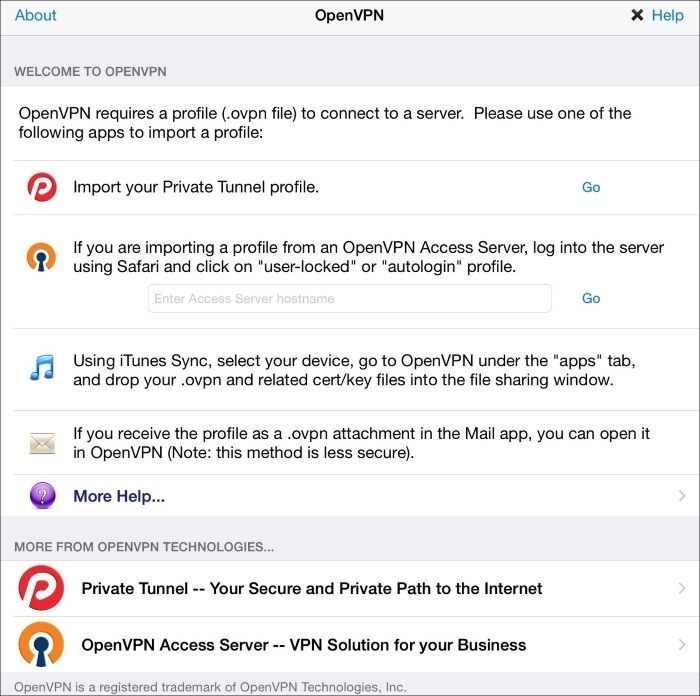 About OpenVPN ✖ Help
WELCOME TO OPENVPN
OpenVPN requires a profile (.ovpn file) to connect to a server.  Please use one of the
following apps to import a profile:
Import your Private Tunnel profile. Go
If you are importing a profile from an OpenVPN Access Server, log into the server
using Safari and click on "user-locked" or "autologin" profile.
Enter Access Server hostname Go
Using iTunes Sync, select your device, go to OpenVPN under the "apps" tab,
and drop your .ovpn and related cert/key files into the file sharing window.
If you receive the profile as a .ovpn attachment in the Mail app, you can open it
in OpenVPN (Note: this method is less secure).
? More Help...
MORE FROM OPENVPN TECHNOLOGIES...
Private Tunnel -- Your Secure and Private Path to the Internet
OpenVPN Access Server -- VPN Solution for your Business
OpenVPN is a registered trademark of OpenVPN Technologies, Inc.